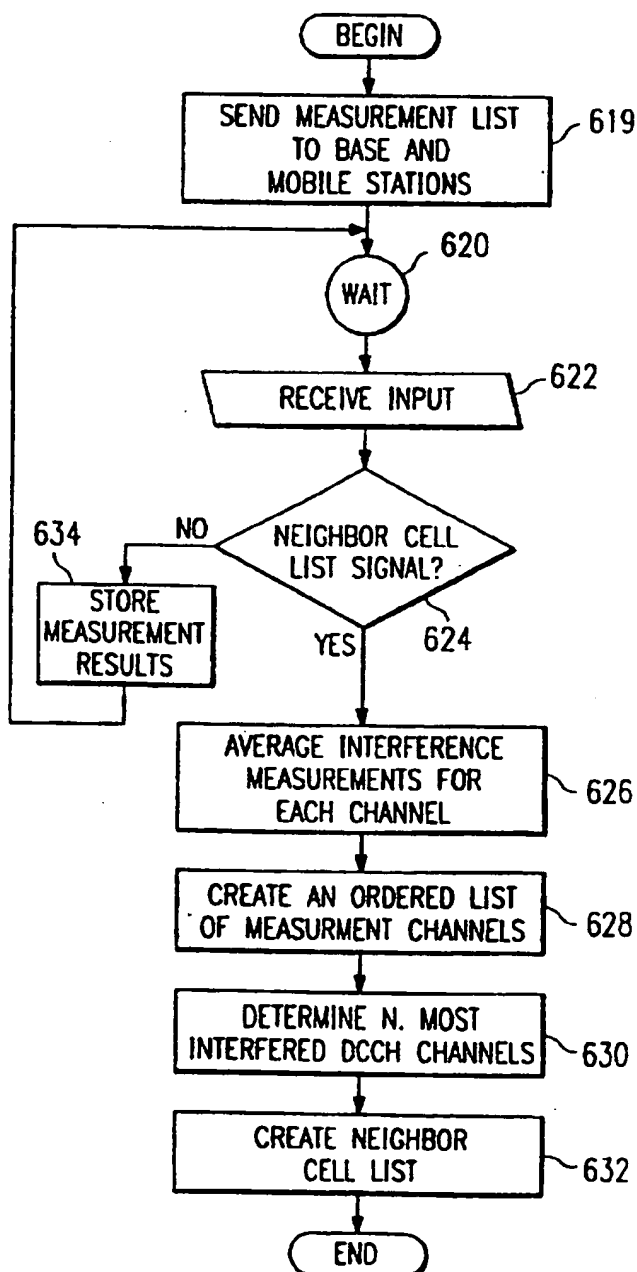 BEGIN
SEND MEASUREMENT LIST
TO BASE AND
MOBILE STATIONS
619
620
WAIT
RECEIVE INPUT
622
NEIGHBOR CELL
LIST SIGNAL?
624
NO
YES
634
STORE
MEASUREMENT
RESULTS
AVERAGE INTERFERENCE
MEASUREMENTS FOR
EACH CHANNEL
626
CREATE AN ORDERED LIST
OF MEASURMENT CHANNELS
628
DETERMINE N. MOST
INTERFERED DCCH CHANNELS
630
CREATE NEIGHBOR
CELL LIST
632
END